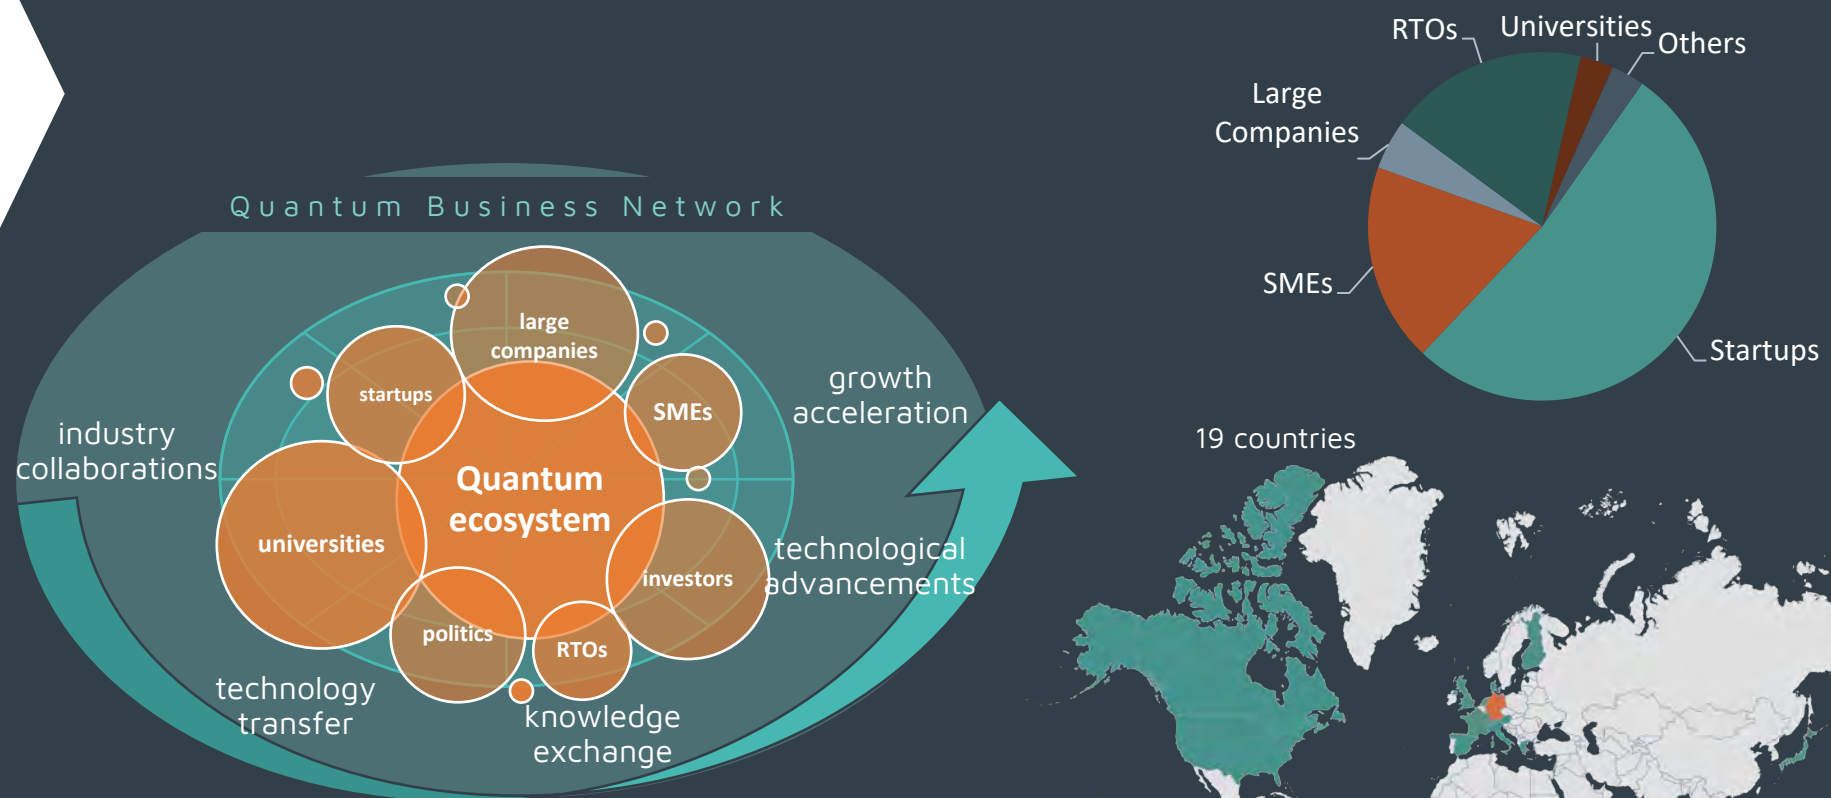 Quantum Business Network
large
companies
startups
SMEs
Quantum
ecosystem
universities
investors
politics
RTOs
industry
collaborations
growth
acceleration
technological
advancements
technology
transfer
knowledge
exchange
RTOs
Universities
Others
Large
Companies
SMEs
Startups
19 countries